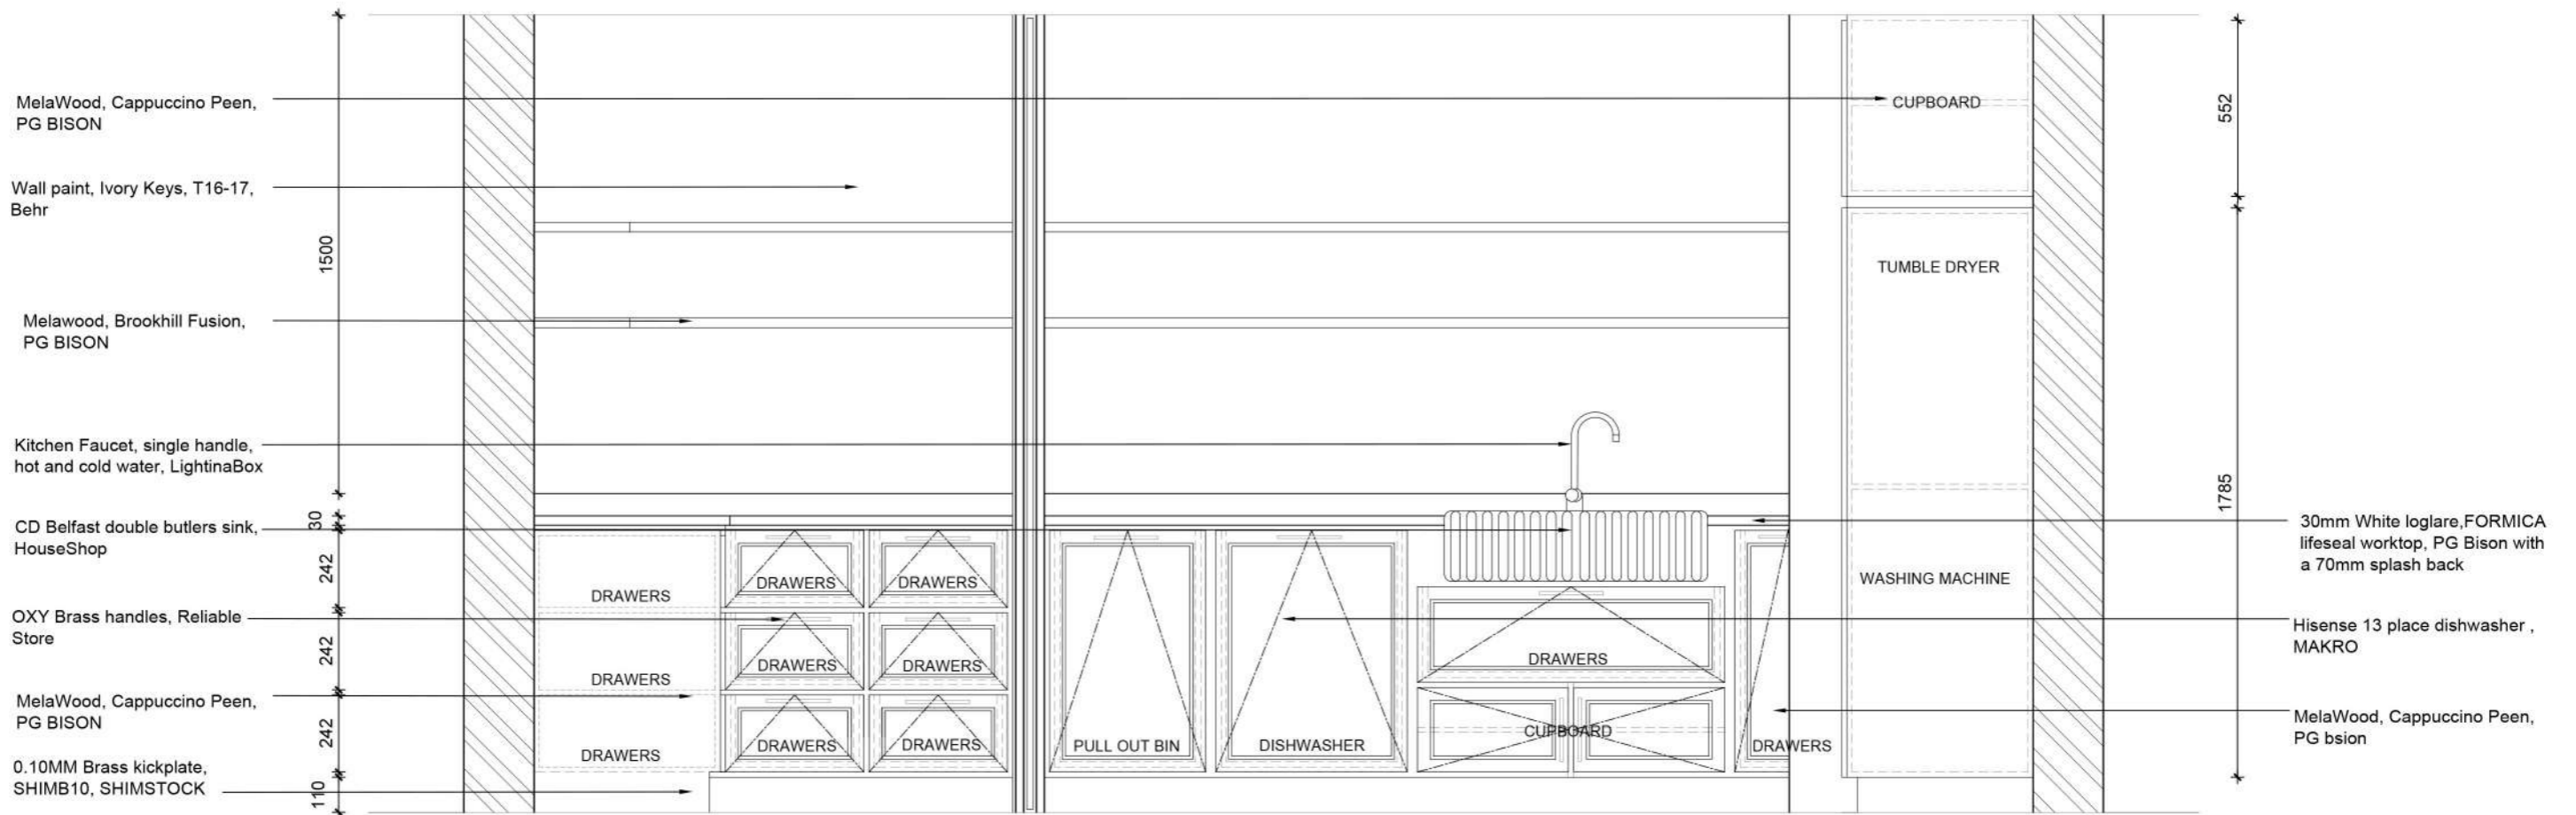 MelaWood, Cappuccino Peen,
PG BISON
Wall paint, Ivory Keys, T16-17,
Behr
Melawood, Brookhill Fusion,
PG BISON
Kitchen Faucet, single handle,
hot and cold water, LightinaBox
CD Belfast double butlers sink,
HouseShop
OXY Brass handles, Reliable
Store
MelaWood, Cappuccino Peen,
PG BISON
0.10MM Brass kickplate,
SHIMB10, SHIMSTOCK
1500
30
242
242
242
110
DRAWERS
DRAWERS
DRAWERS
DRAWERS
DRAWERS
DRAWERS
DRAWERS
DRAWERS
DRAWERS
PULL OUT BIN
DISHWASHER
DRAWERS
CUPBOARD
DRAWERS
CUPBOARD
TUMBLE DRYER
WASHING MACHINE
552
1785
30mm White Ioglare,FORMICA
lifeseal worktop, PG Bison with
a 70mm splash back
Hisense 13 place dishwasher ,
MAKRO
MelaWood, Cappuccino Peen,
PG bsion